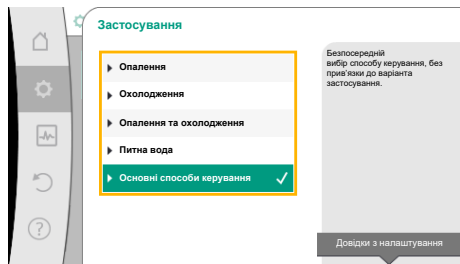 Застосування
Опалення
Охолодження
Опалення та охолодження
Питна вода
Основні способи керування
Безпосередній
вибір способу керування, без
прив'язки до варіанта
застосування.
Довідки з налаштування